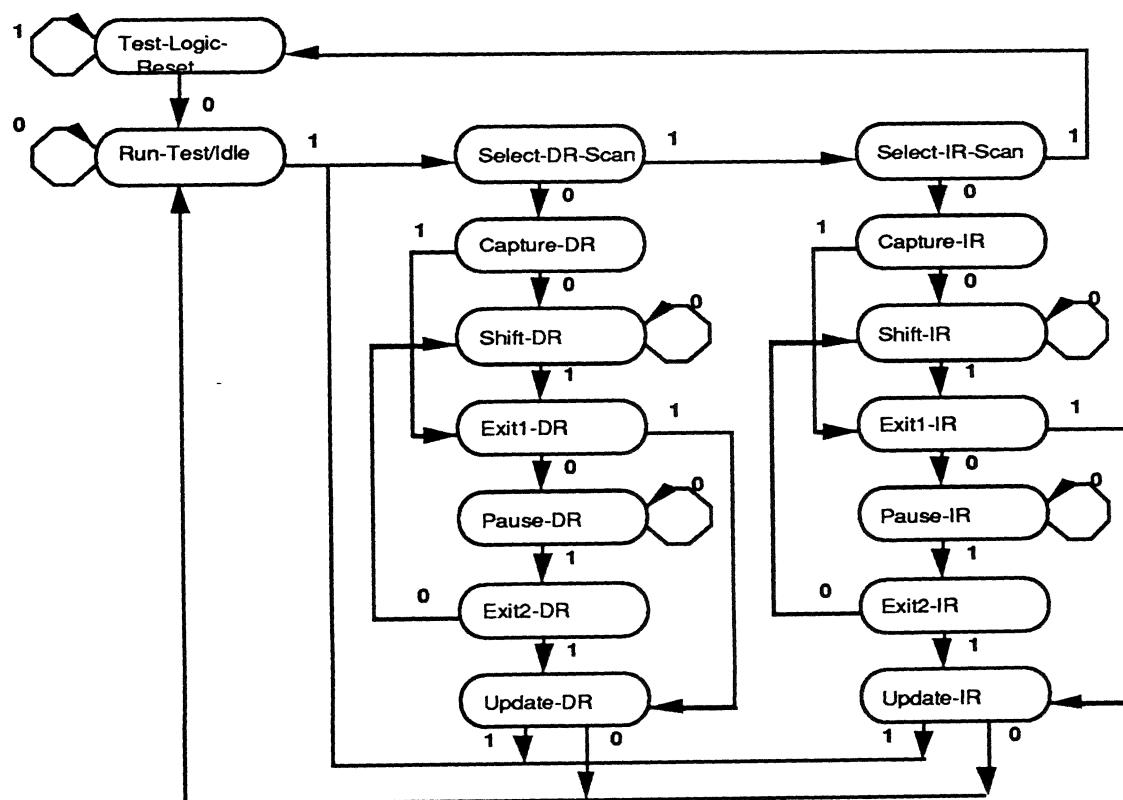 1
Test-Logic-
Reset
0
0
Run-Test/Idle
1
Select-DR-Scan
1
Select-IR-Scan
1
0
0
1
Capture-DR
1
Capture-IR
0
0
0
0
Shift-DR
Shift-IR
1
1
Exit1-DR
1
Exit1-IR
1
0
0
0
0
Pause-DR
Pause-IR
1
1
0
Exit2-DR
0
Exit2-IR
1
1
Update-DR
Update-IR
1
0
1
0